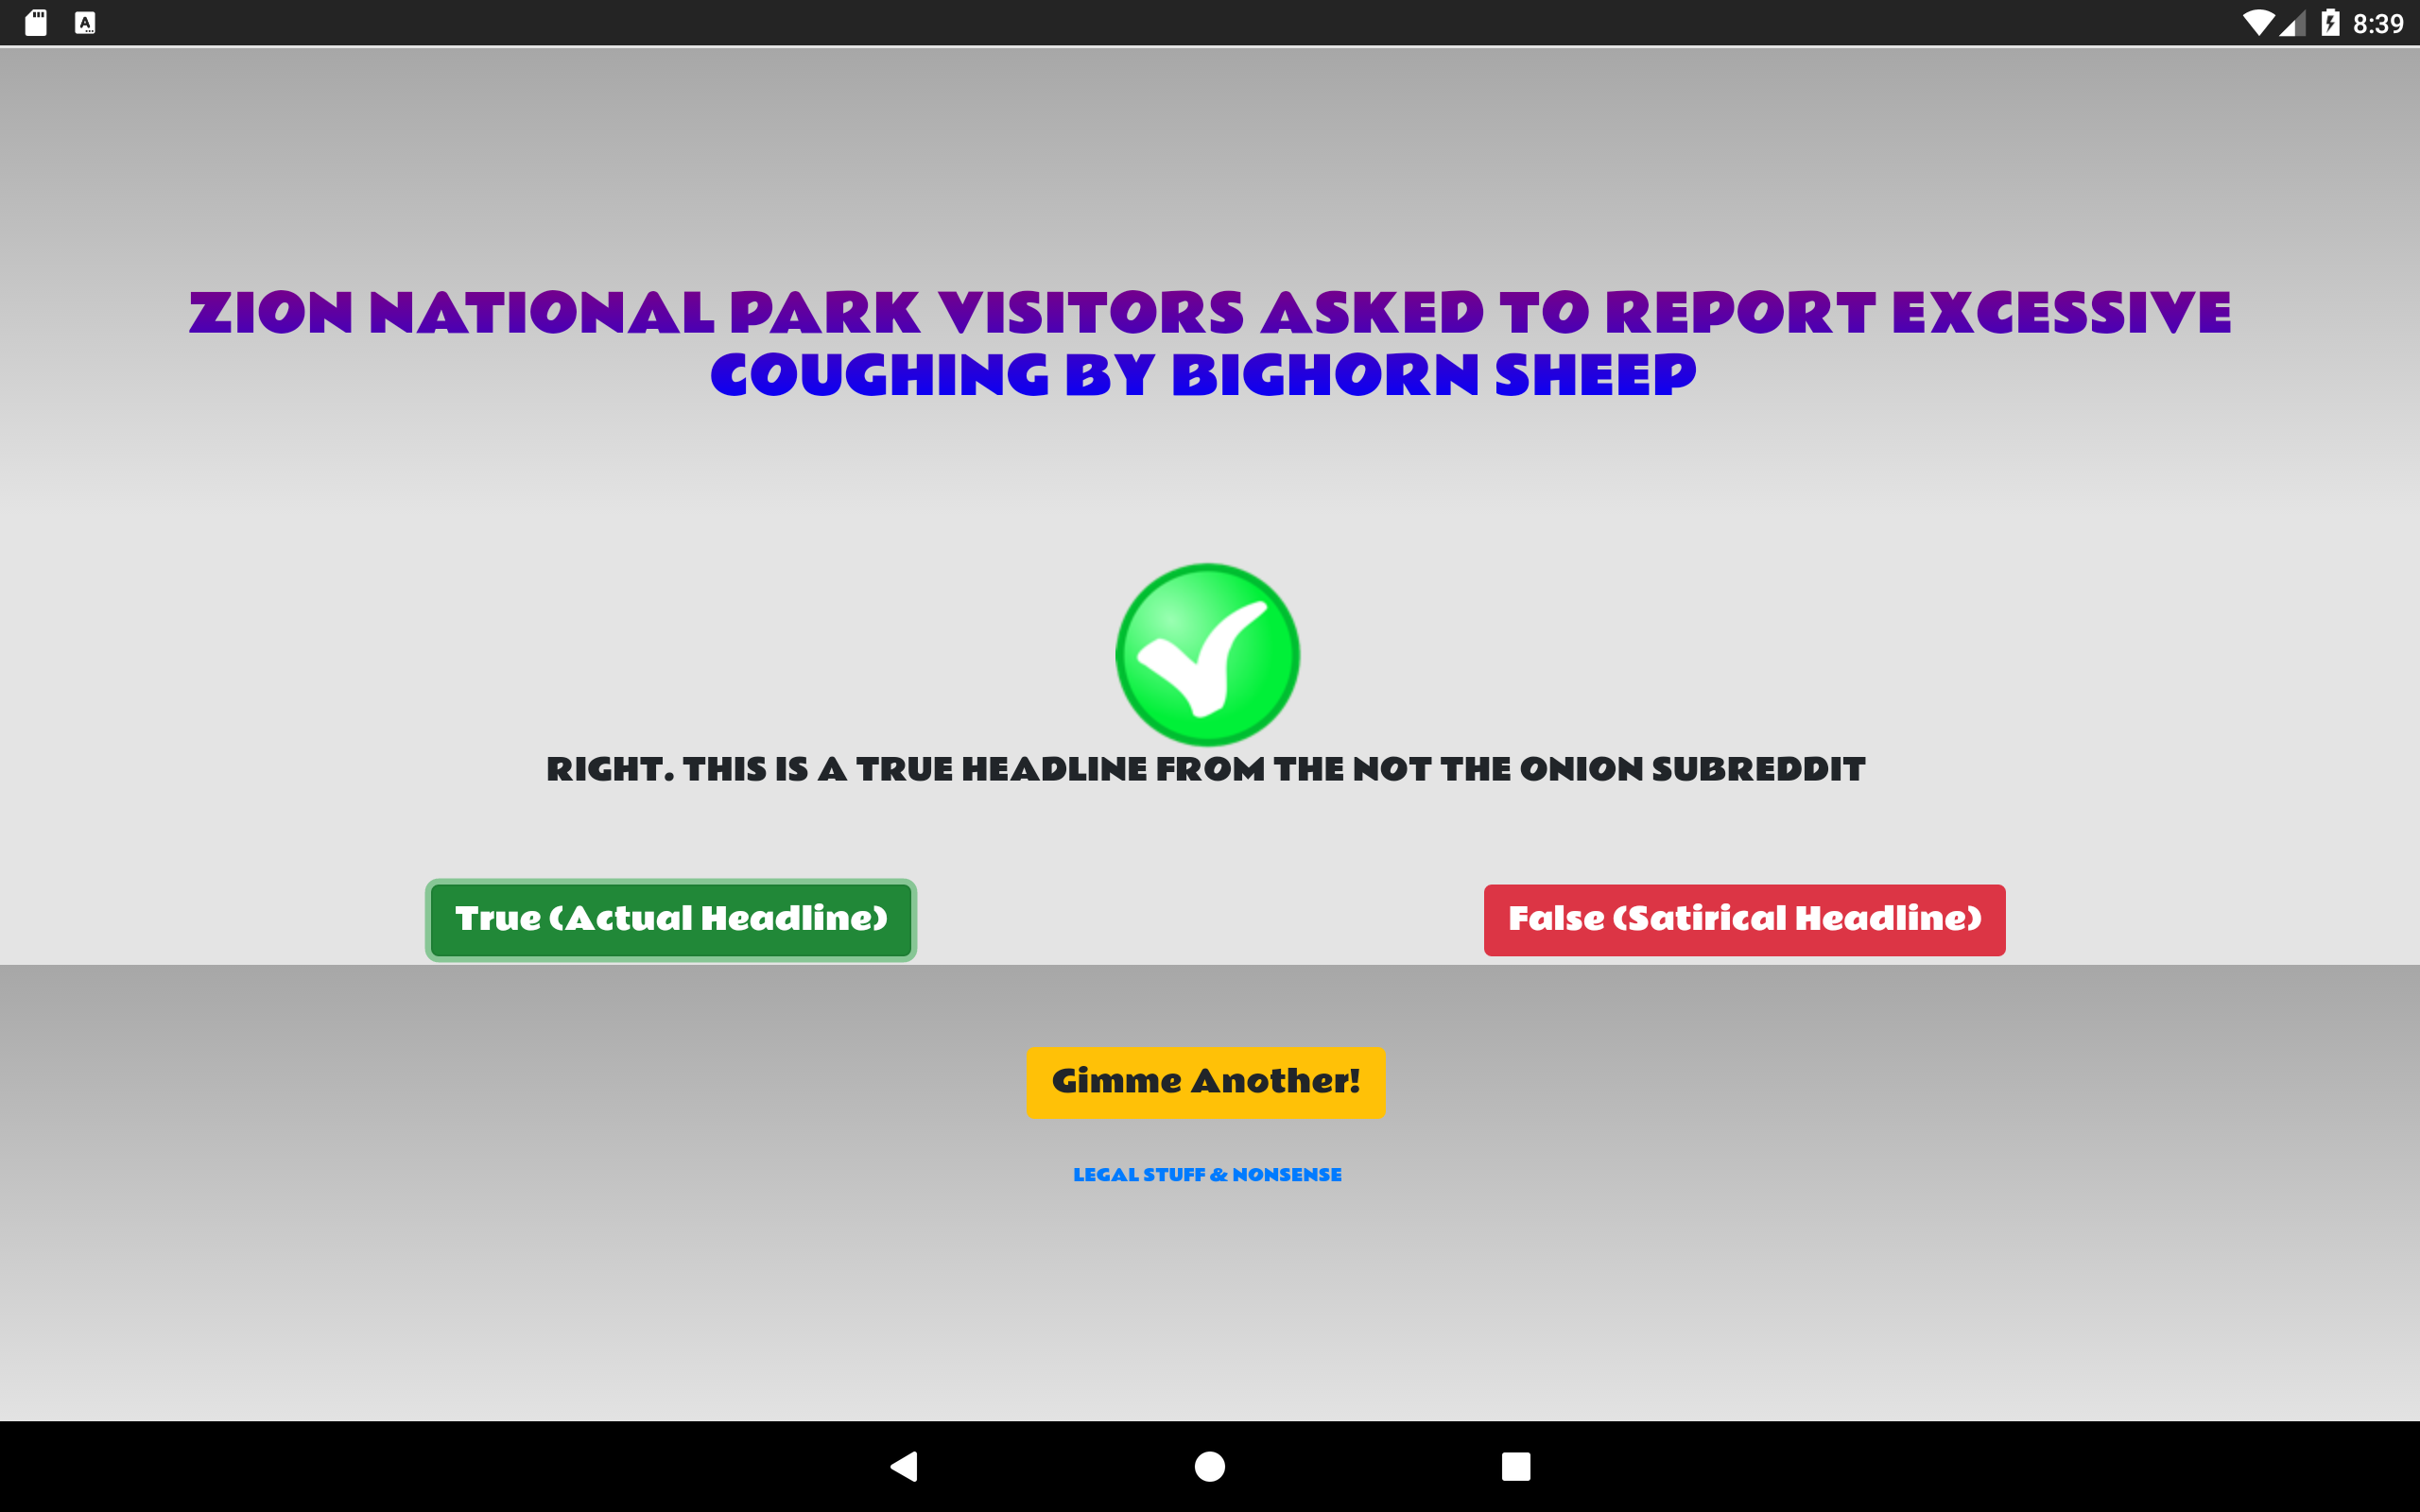 8:39
ZION NATIONAL PARK VISITORS ASKED TO REPORT EXCESSIVE
COUGHING BY BIGHORN SHEEP
RIGHT. THIS IS A TRUE HEADLINE FROM THE NOT THE ONION SUBREDDIT
True (Actual Headline)
False (Satirical Headline)
Gimme Another!
LEGAL STUFF & NONSENSE